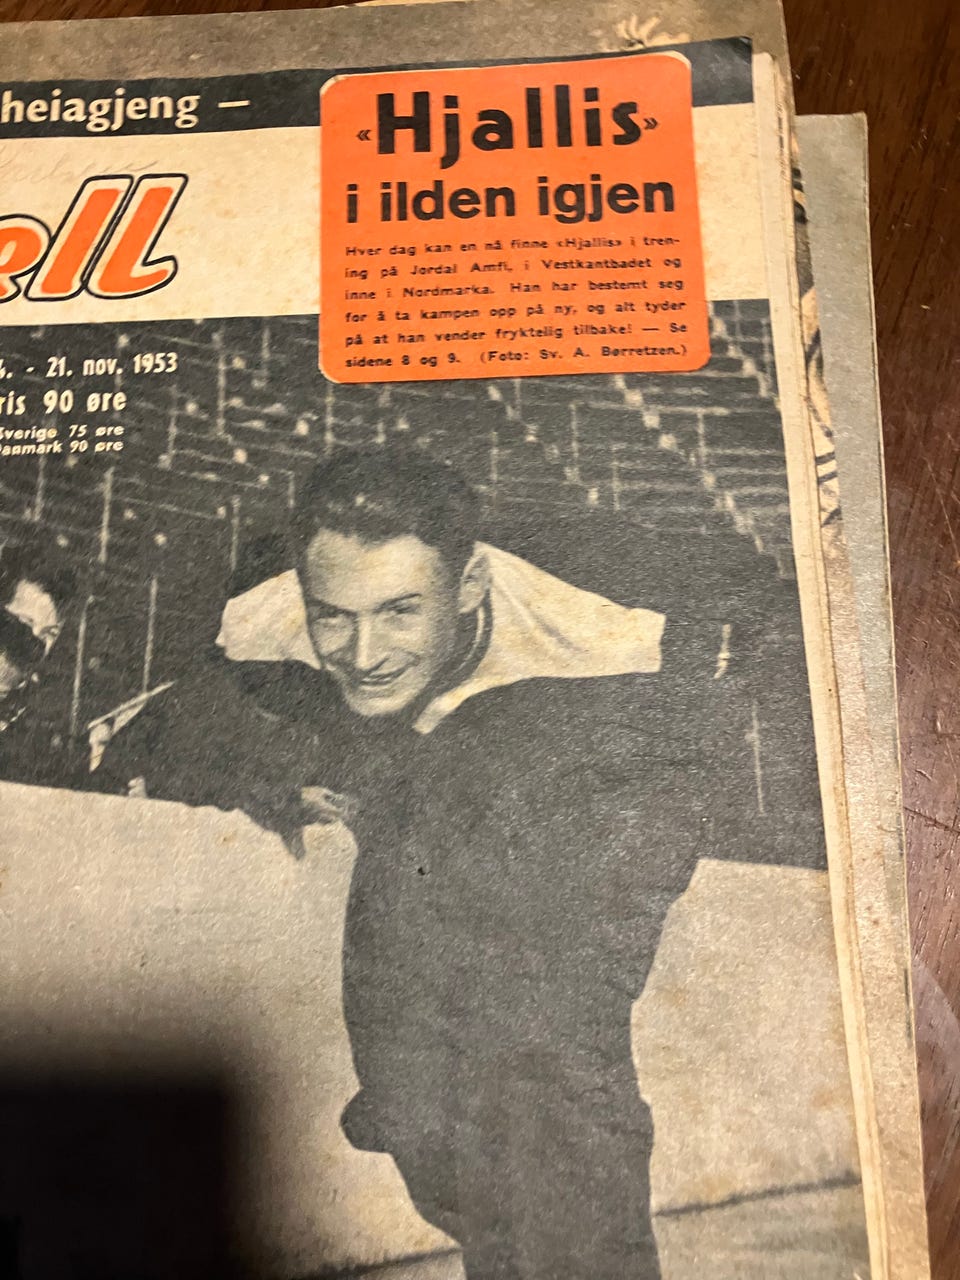 heiagjeng —
«Hjallis»
i ilden igjen
Hver dag kan en nå finne «Hjallis» i tren-
ing på Jordal Amfi, i Vestkantbadet og
inne i Nordmarka. Han har bestemt seg
for å ta kampen opp på ny, og alt tyder
på at han vender fryktelig tilbake! — Se
sidene 8 og 9. (Foto: Sv. A. Børretzen.)
ell
. - 21. nov. 1953
ris 90 øre
Sverige 75 øre
Danmark 90 øre